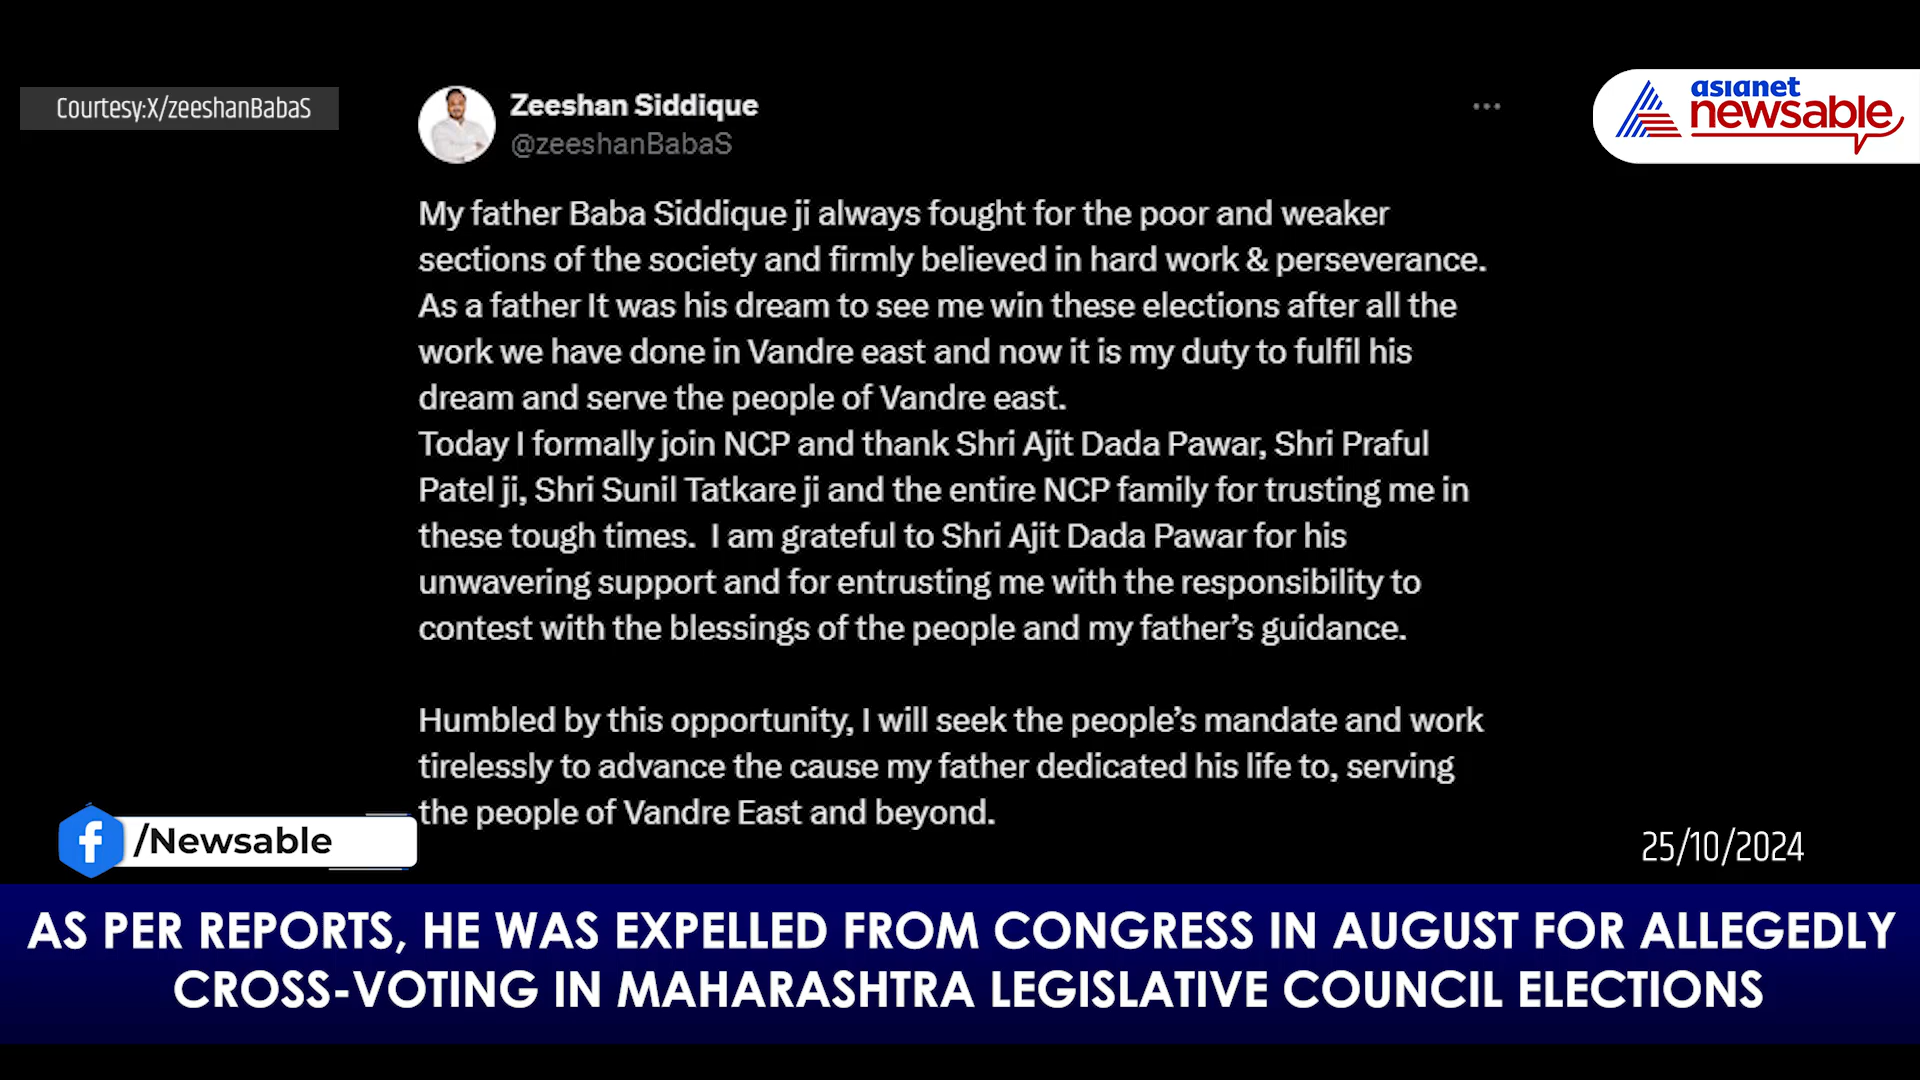 Courtesy:X/zeeshanBabaS
Zeeshan Siddique
@zeeshanBabaS
asianet
newsable
My father Baba Siddique ji always fought for the poor and weaker
sections of the society and firmly believed in hard work & perseverance.
As a father It was his dream to see me win these elections after all the
work we have done in Vandre east and now it is my duty to fulfil his
dream and serve the people of Vandre east.
Today I formally join NCP and thank Shri Ajit Dada Pawar, Shri Praful
Patel ji, Shri Sunil Tatkare ji and the entire NCP family for trusting me in
these tough times.  I am grateful to Shri Ajit Dada Pawar for his
unwavering support and for entrusting me with the responsibility to
contest with the blessings of the people and my father’s guidance.
Humbled by this opportunity, I will seek the people’s mandate and work
tirelessly to advance the cause my father dedicated his life to, serving
the people of Vandre East and beyond.
/Newsable
25/10/2024
AS PER REPORTS, HE WAS EXPELLED FROM CONGRESS IN AUGUST FOR ALLEGEDLY
CROSS-VOTING IN MAHARASHTRA LEGISLATIVE COUNCIL ELECTIONS